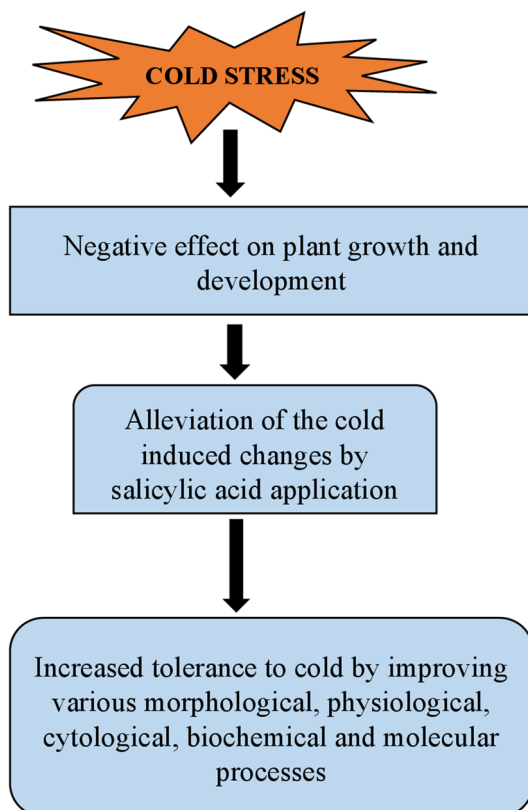 COLD STRESS
Negative effect on plant growth and
development
Alleviation of the cold
induced changes by
salicylic acid application
Increased tolerance to cold by improving
various morphological, physiological,
cytological, biochemical and molecular
processes